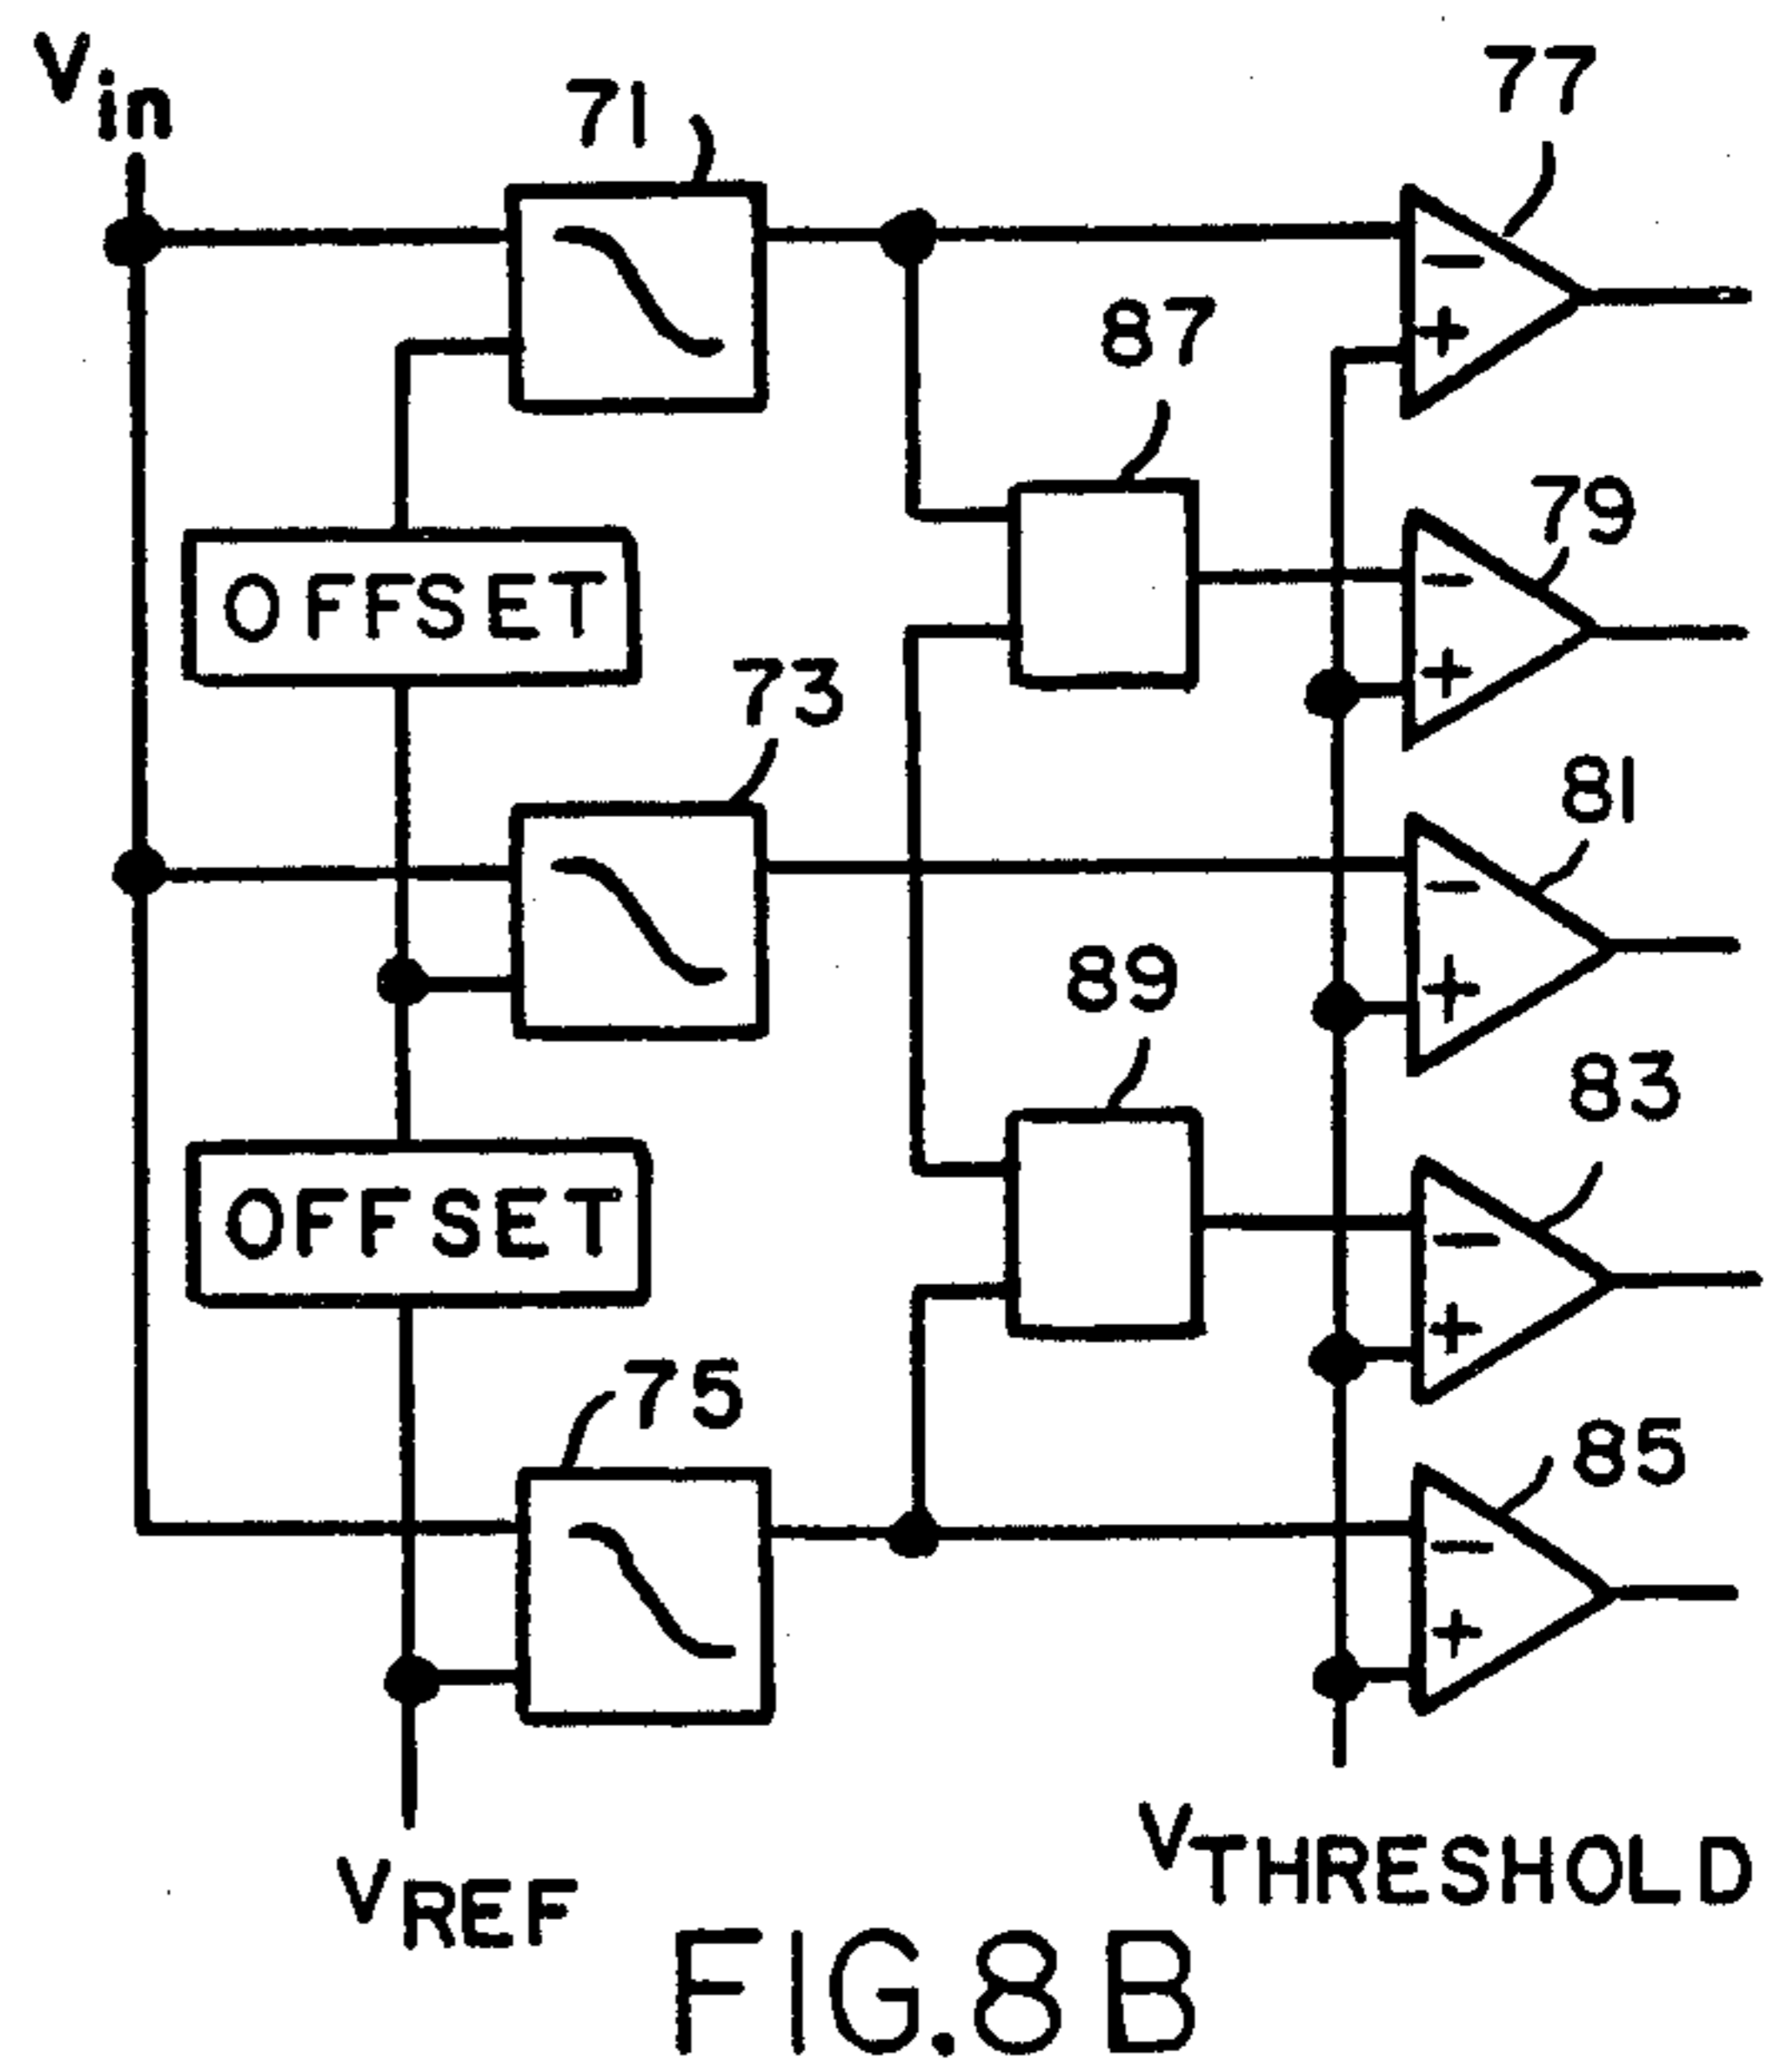 Vin
71
77
87
OFFSET
79
73
81
89
83
OFFSET
75
85
VREF
VTHRESHOLD
FIG.8B